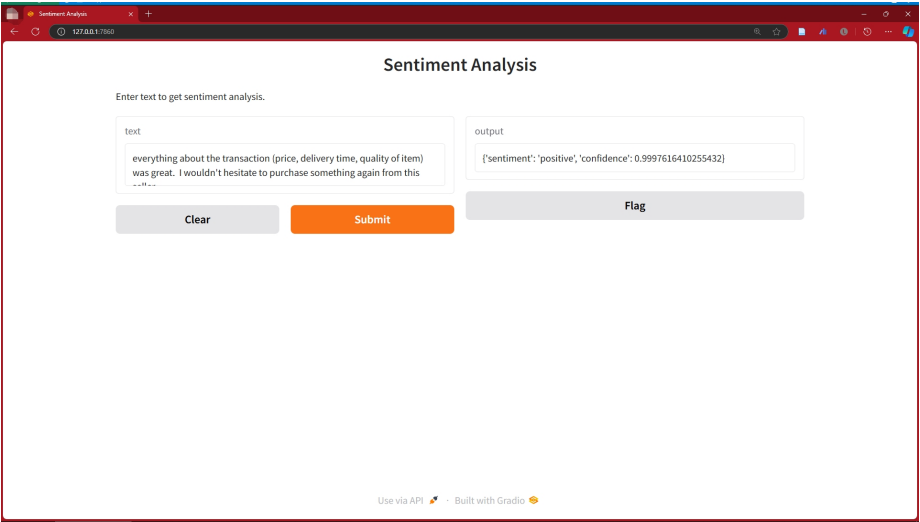 Sentiment Analysis
127.0.0.1:7860
Sentiment Analysis
Enter text to get sentiment analysis.
text
everything about the transaction (price, delivery time, quality of item)
was great.  I wouldn't hesitate to purchase something again from this
Clear
Submit
output
{'sentiment': 'positive', 'confidence': 0.9997616410255432}
Flag
Use via API · Built with Gradio